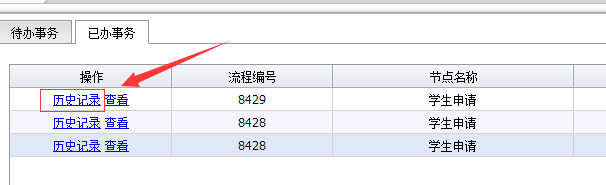 待办事务 已办事务
操作 流程编号 节点名称
历史记录 查看 8429 学生申请
历史记录 查看 8428 学生申请
历史记录 查看 8428 学生申请